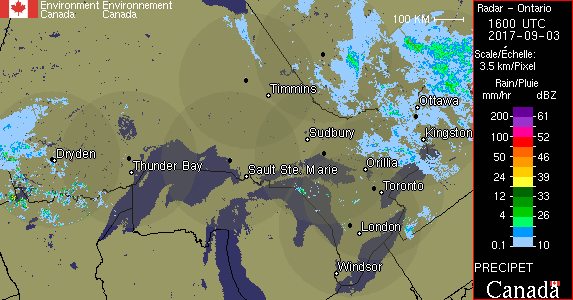 Environment Environnement
Canada Canada
100 KM
Timmins
Ottawa
Sudbury
Kingston
Dryden
Thunder Bay
Sault Ste. Marie
Orillia
Toronto
London
Windsor
Radar - Ontario
1600 UTC
2017-09-03
Scale/Échelle:
3.5 km/Pixel
Rain/Pluie
mm/hr dBZ
200 61
100 52
50 46
24 39
12 33
4 26
0.1 10
PRECIPET
Canada